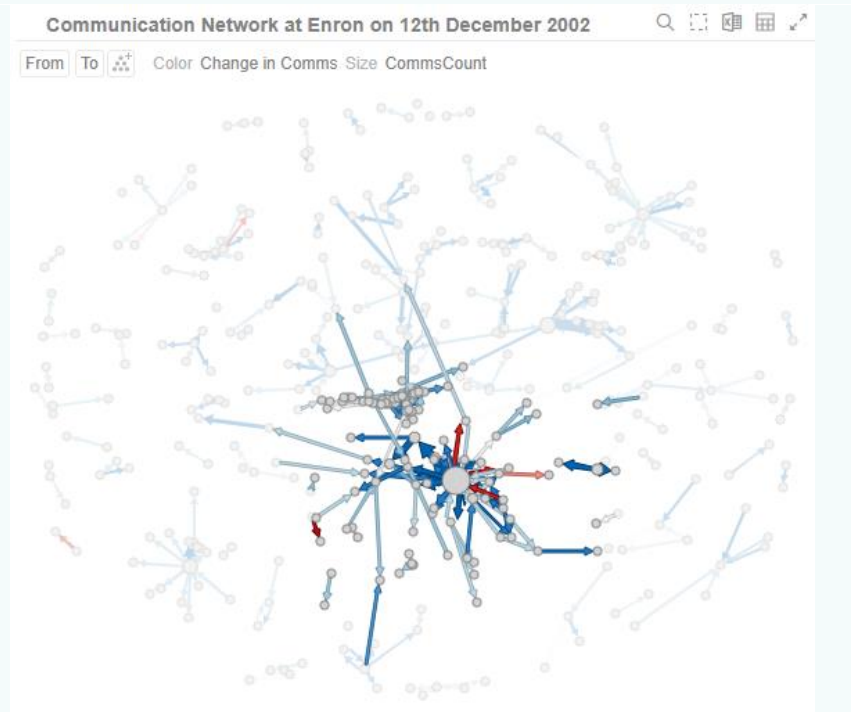 Communication Network at Enron on 12th December 2002
From To Color Change in Comms Size CommsCount